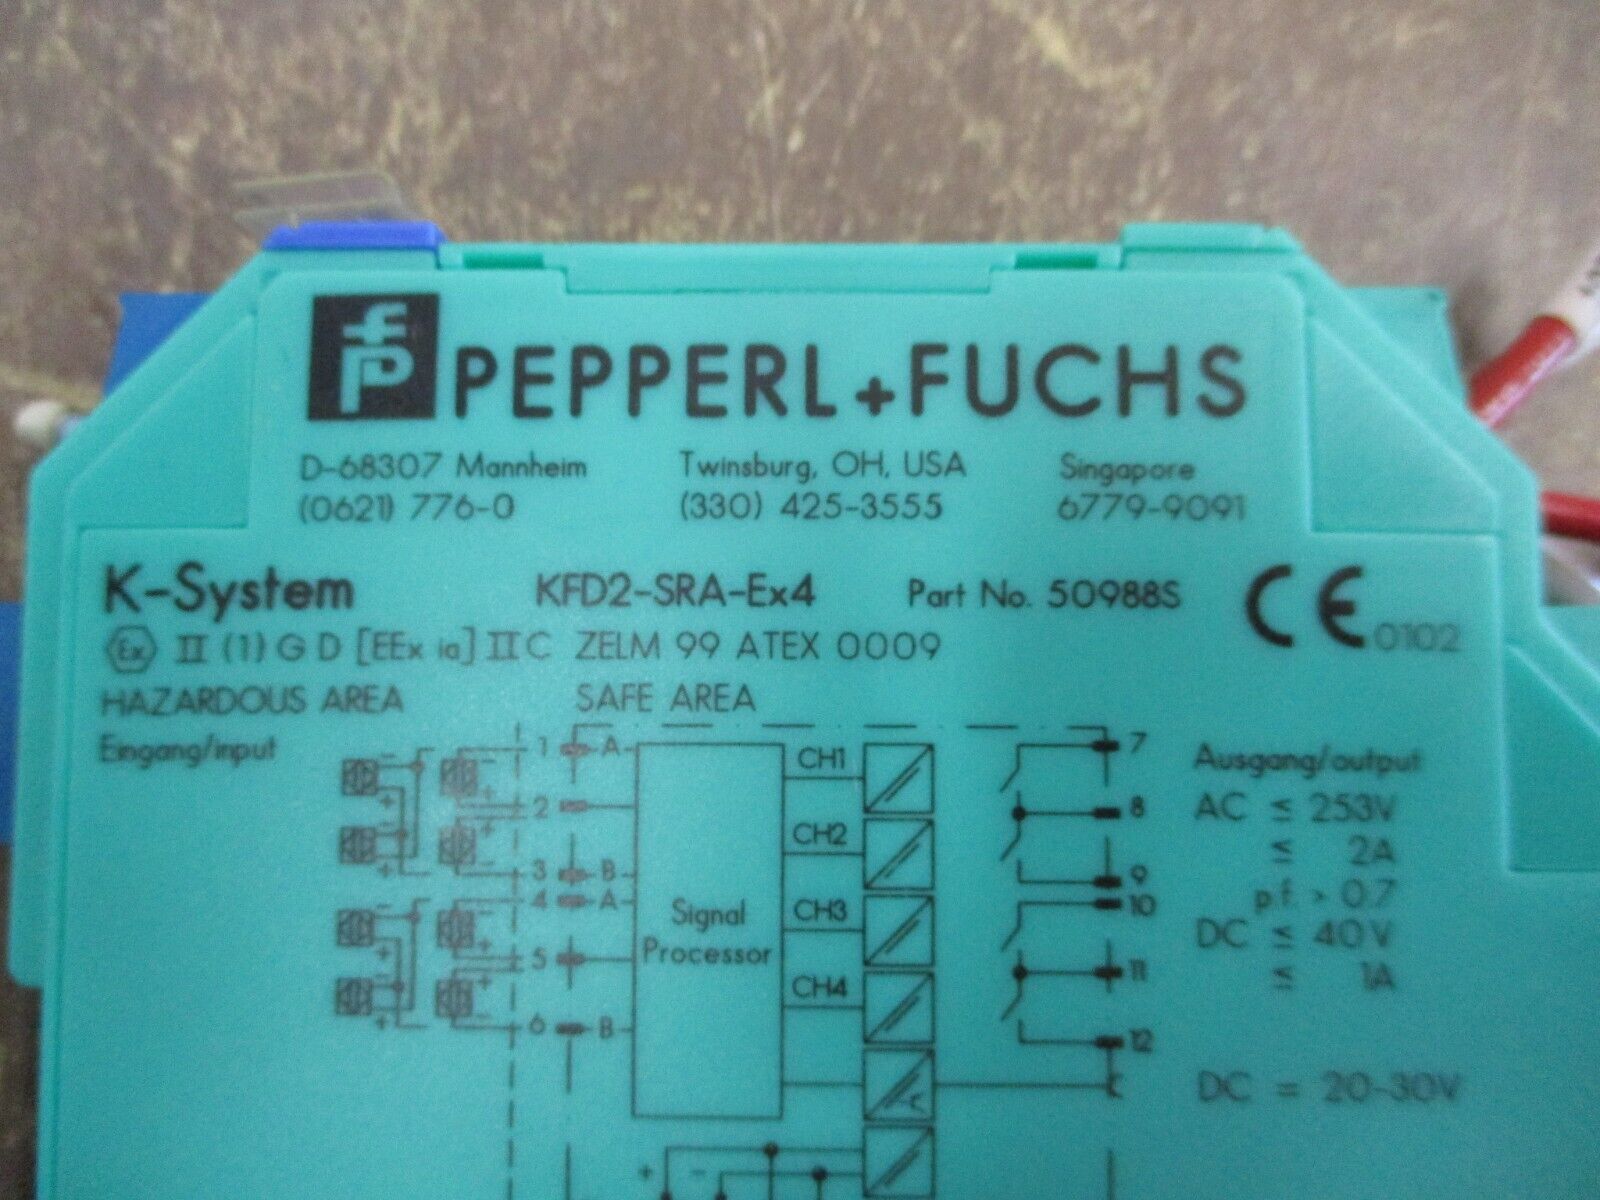 fp PEPPERL+FUCHS
D-68307 Mannheim Twinsburg, OH, USA Singapore
(0621) 776-0 (330) 425-3555 6779-9091
K-System KFD2-SRA-Ex4 Part No. 50988S CE 0102
Ex II (1) G D [EEx ia] II C ZELM 99 ATEX 0009
HAZARDOUS AREA SAFE AREA
Eingang/input
Ausgang/output
AC ≤ 253V
≤ 2A
p.f. > 0.7
DC ≤ 40V
≤ 1A
DC = 20-30V
- - 1 A CH1 7
+ + 2 8
+ + CH2
- - 3 B 9
- - 4 A CH3 10
+ + 5 11
Signal
Processor
+ + CH4
- - 6 B 12
+ -